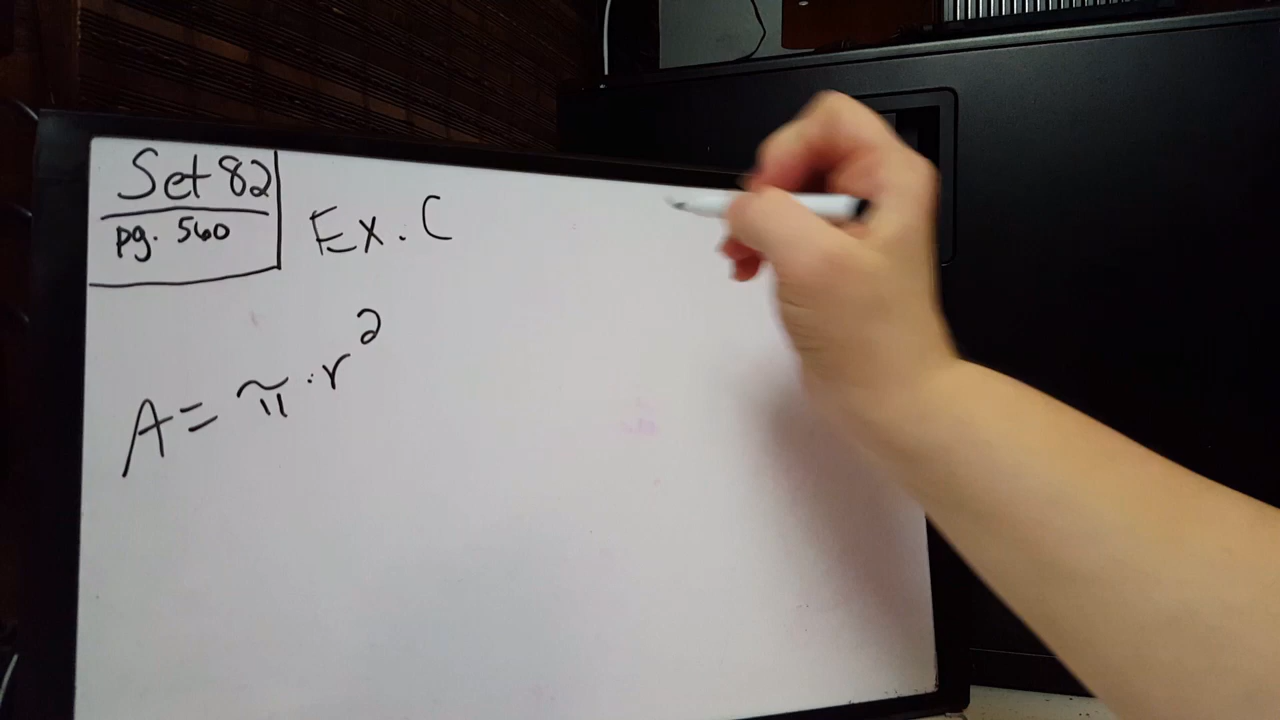 Set 82
pg. 560
Ex. C
A = π · r²